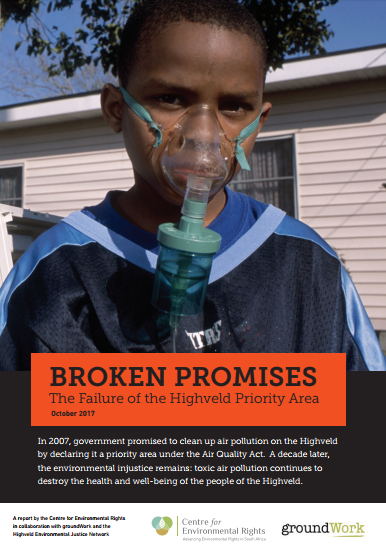 BROKEN PROMISES
The Failure of the Highveld Priority Area
October 2017
In 2007, government promised to clean up air pollution on the Highveld
by declaring it a priority area under the Air Quality Act. A decade later,
the environmental injustice remains: toxic air pollution continues to
destroy the health and well-being of the people of the Highveld.
A report by the Centre for Environmental Rights
in collaboration with groundWork and the
Highveld Environmental Justice Network
Centre for
Environmental Rights
Advancing Environmental Rights in South Africa
groundWork